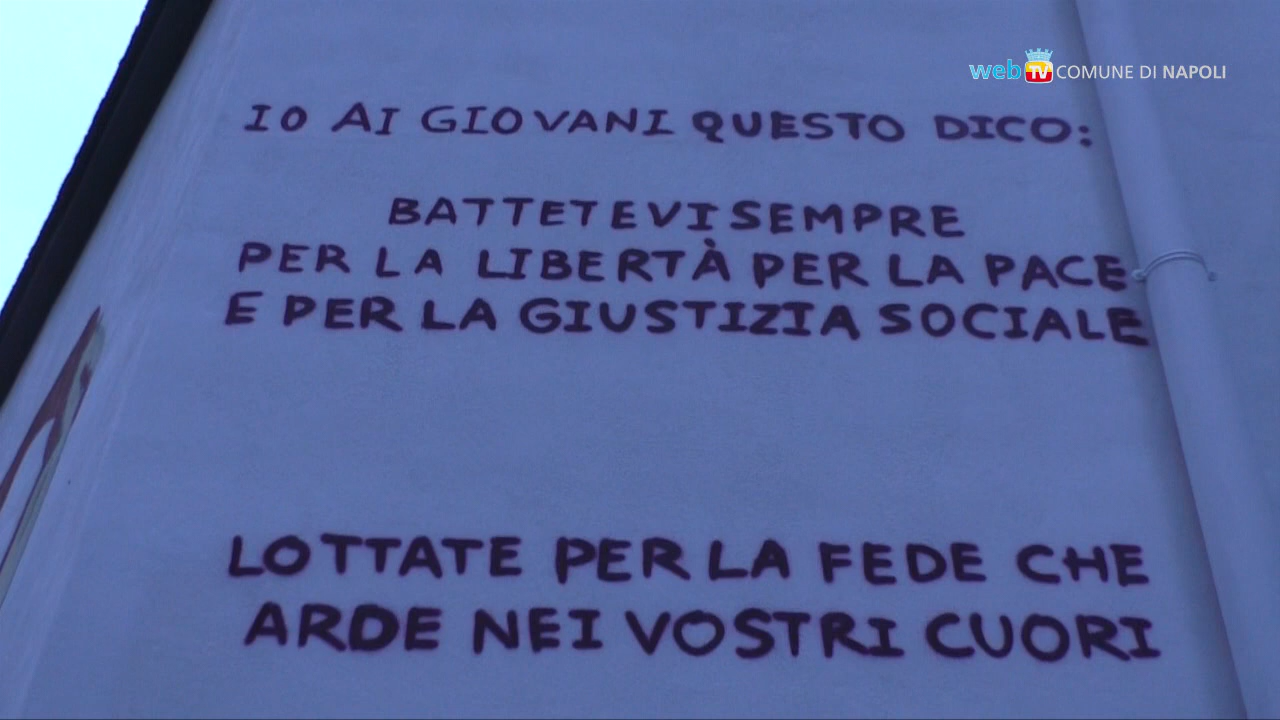 web TV COMUNE DI NAPOLI
IO AI GIOVANI QUESTO DICO:
BATTETEVI SEMPRE
PER LA LIBERTÀ PER LA PACE
E PER LA GIUSTIZIA SOCIALE
LOTTATE PER LA FEDE CHE
ARDE NEI VOSTRI CUORI